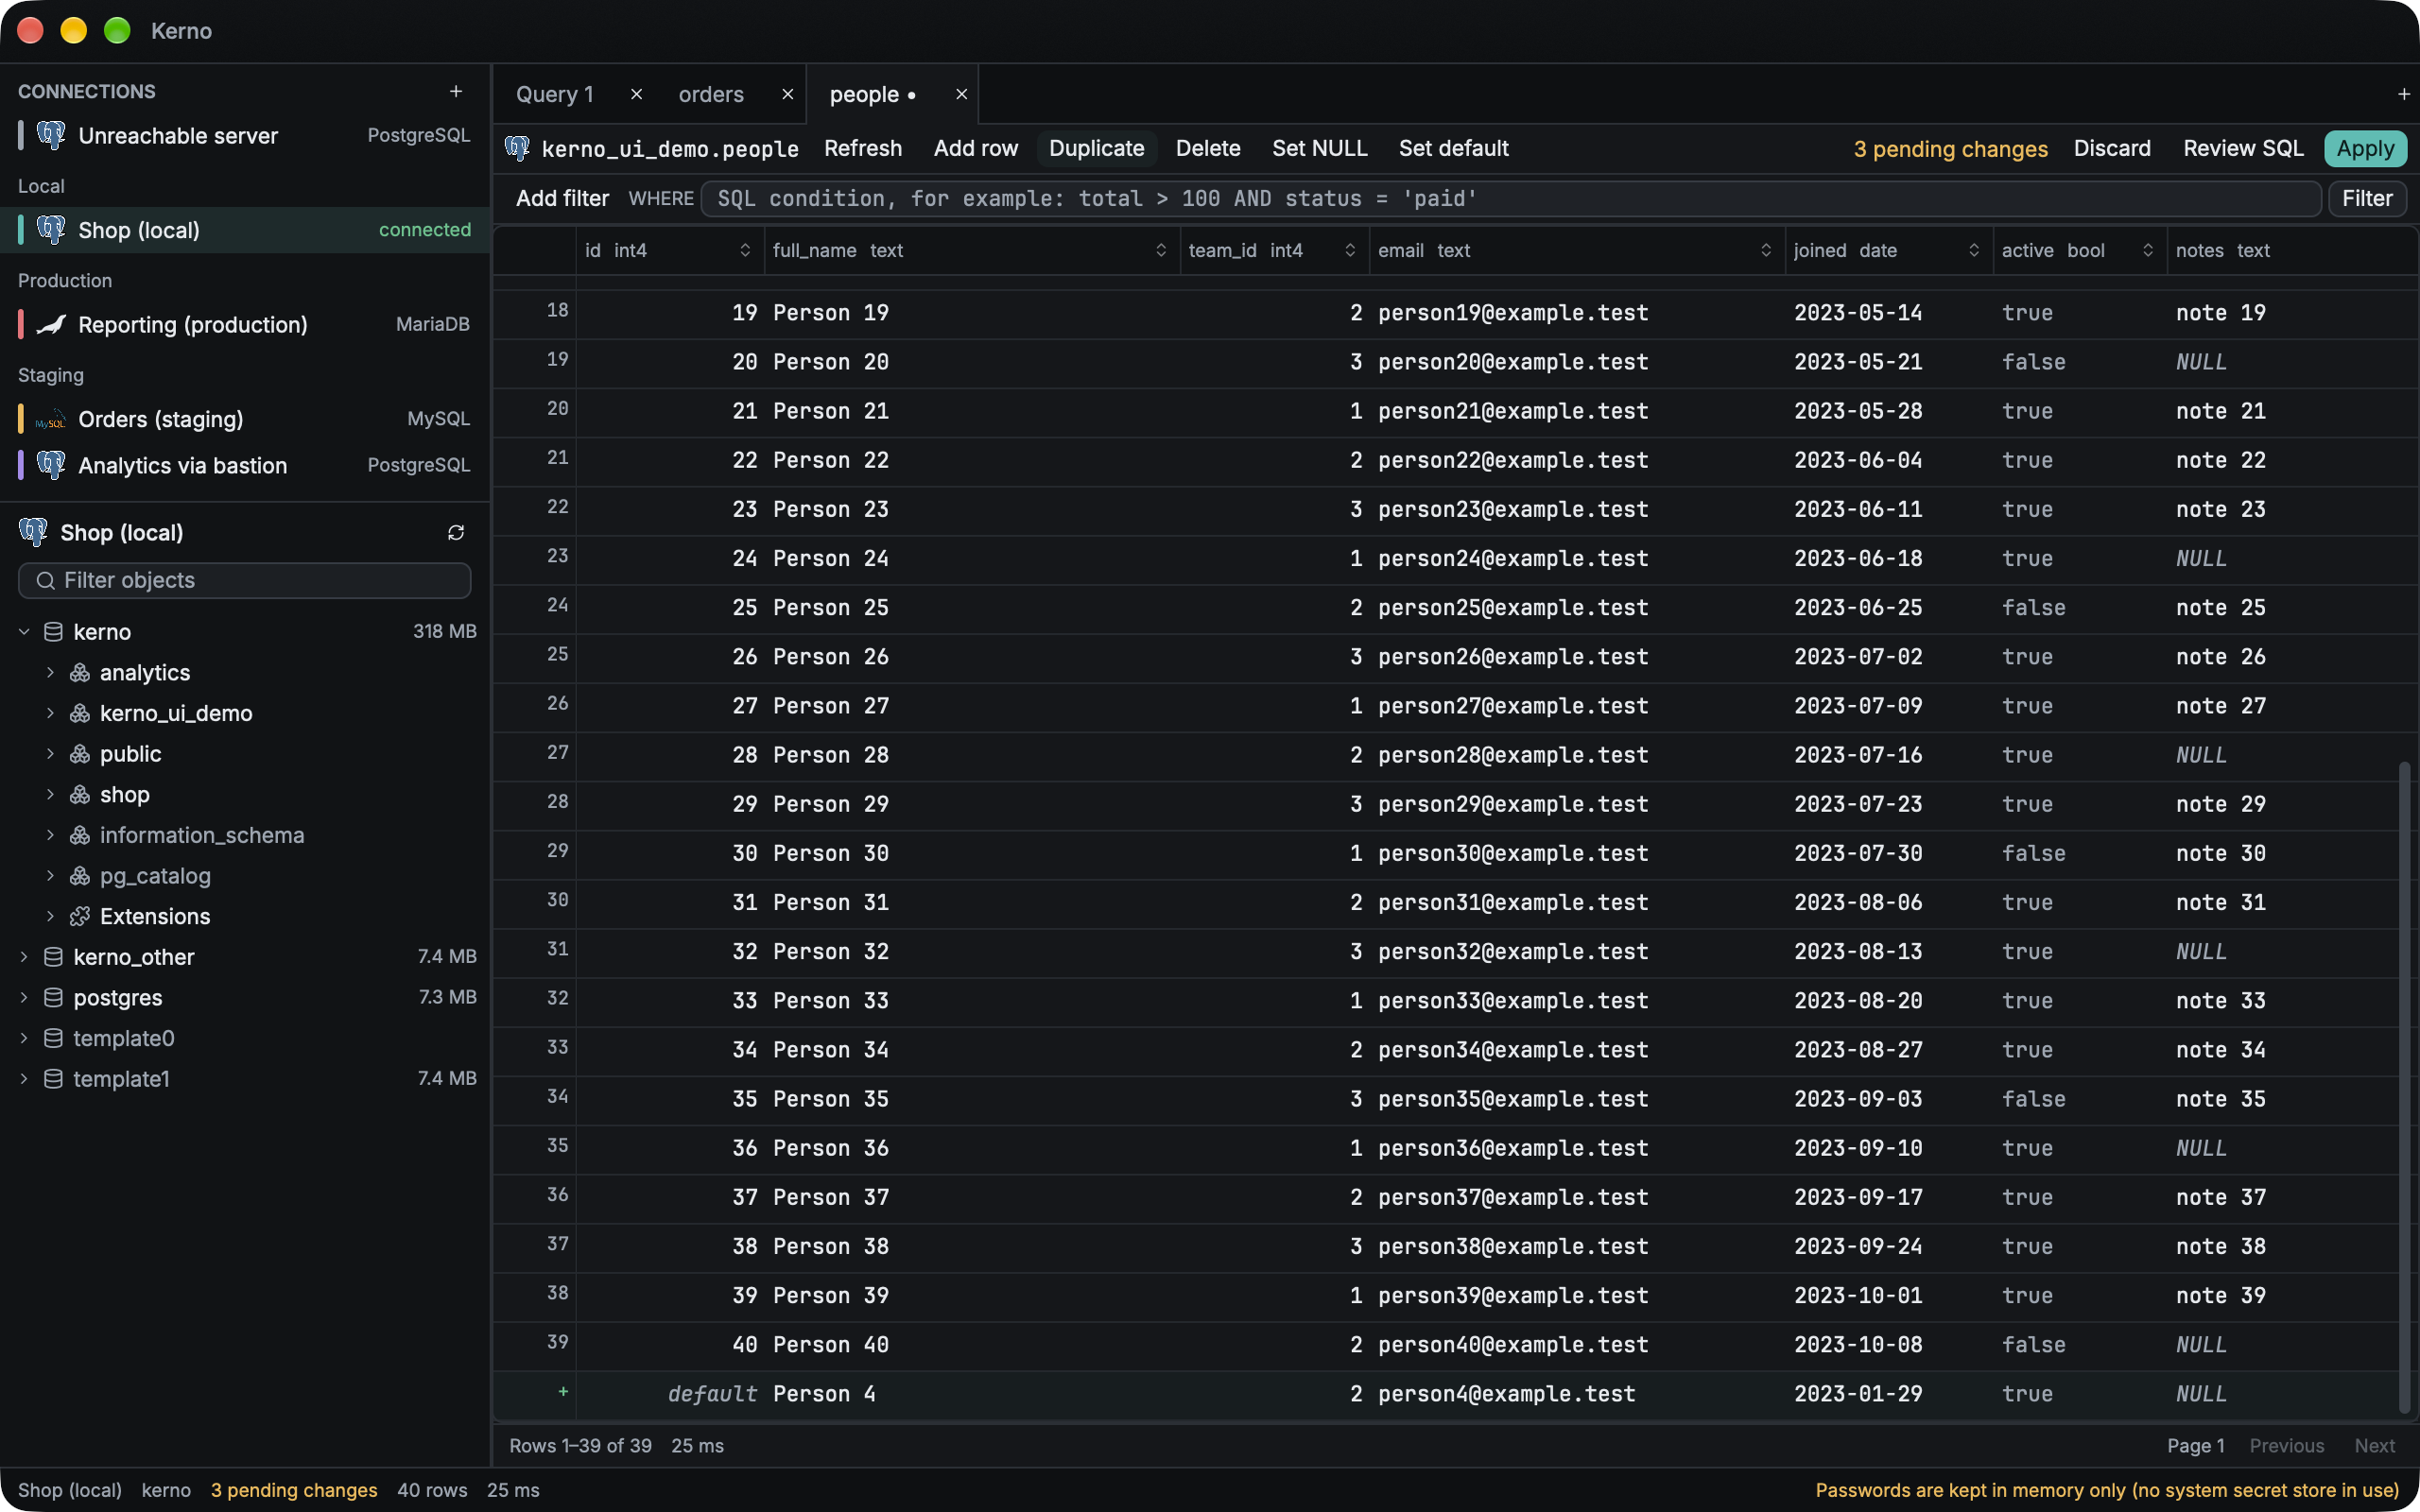 Kerno
CONNECTIONS +
Unreachable server PostgreSQL
Local
Shop (local) connected
Production
Reporting (production) MariaDB
Staging
MySQL Orders (staging) MySQL
Analytics via bastion PostgreSQL
Shop (local)
Filter objects
kerno 318 MB
analytics
kerno_ui_demo
public
shop
information_schema
pg_catalog
Extensions
kerno_other 7.4 MB
postgres 7.3 MB
template0
template1 7.4 MB
Query 1 × orders × people • × +
kerno_ui_demo.people Refresh Add row Duplicate Delete Set NULL Set default 3 pending changes Discard Review SQL Apply
Add filter WHERE SQL condition, for example: total > 100 AND status = 'paid' Filter
id int4 full_name text team_id int4 email text joined date active bool notes text
18 19 Person 19 2 person19@example.test 2023-05-14 true note 19
19 20 Person 20 3 person20@example.test 2023-05-21 false NULL
20 21 Person 21 1 person21@example.test 2023-05-28 true note 21
21 22 Person 22 2 person22@example.test 2023-06-04 true note 22
22 23 Person 23 3 person23@example.test 2023-06-11 true note 23
23 24 Person 24 1 person24@example.test 2023-06-18 true NULL
24 25 Person 25 2 person25@example.test 2023-06-25 false note 25
25 26 Person 26 3 person26@example.test 2023-07-02 true note 26
26 27 Person 27 1 person27@example.test 2023-07-09 true note 27
27 28 Person 28 2 person28@example.test 2023-07-16 true NULL
28 29 Person 29 3 person29@example.test 2023-07-23 true note 29
29 30 Person 30 1 person30@example.test 2023-07-30 false note 30
30 31 Person 31 2 person31@example.test 2023-08-06 true note 31
31 32 Person 32 3 person32@example.test 2023-08-13 true NULL
32 33 Person 33 1 person33@example.test 2023-08-20 true note 33
33 34 Person 34 2 person34@example.test 2023-08-27 true note 34
34 35 Person 35 3 person35@example.test 2023-09-03 false note 35
35 36 Person 36 1 person36@example.test 2023-09-10 true NULL
36 37 Person 37 2 person37@example.test 2023-09-17 true note 37
37 38 Person 38 3 person38@example.test 2023-09-24 true note 38
38 39 Person 39 1 person39@example.test 2023-10-01 true note 39
39 40 Person 40 2 person40@example.test 2023-10-08 false NULL
+ default Person 4 2 person4@example.test 2023-01-29 true NULL
Rows 1–39 of 39 25 ms Page 1 Previous Next
Shop (local) kerno 3 pending changes 40 rows 25 ms Passwords are kept in memory only (no system secret store in use)